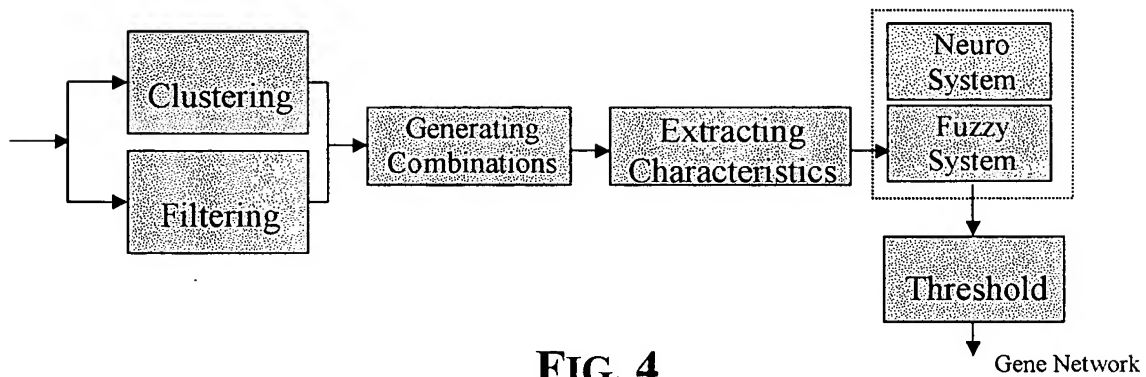 Clustering
Filtering
Generating
Combinations
Extracting
Characteristics
Neuro
System
Fuzzy
System
Threshold
Gene Network
FIG. 4